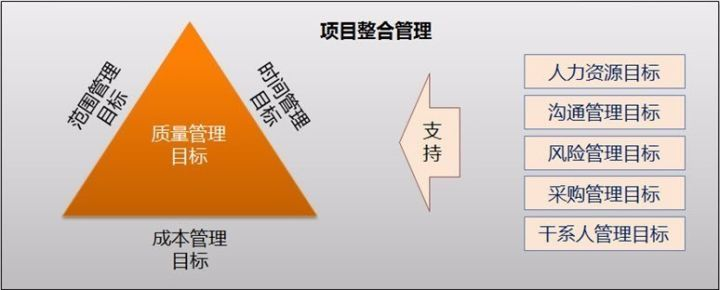 项目整合管理
范围管理
目标
时间管理
目标
质量管理
目标
成本管理
目标
支
持
人力资源目标
沟通管理目标
风险管理目标
采购管理目标
干系人管理目标